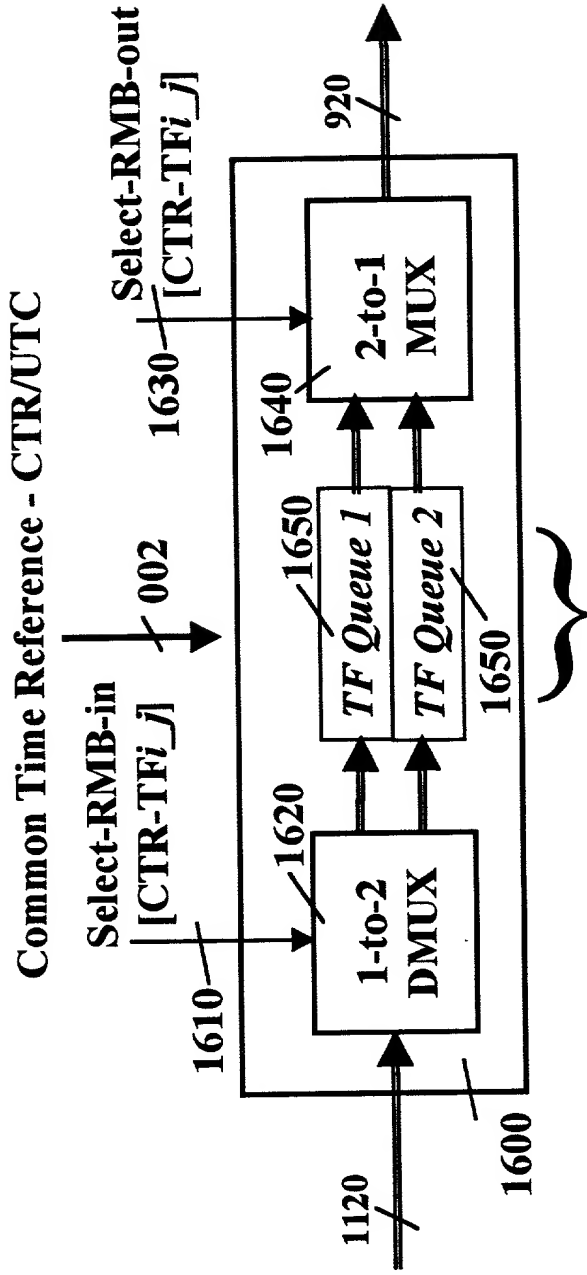 Common Time Reference - CTR/UTC
002
Select-RMB-in
[CTR-TFi_j]
1610
Select-RMB-out
[CTR-TFi_j]
1630
1620
1-to-2
DMUX
1650
TF Queue 1
TF Queue 2
1650
1640
2-to-1
MUX
1120
920
1600